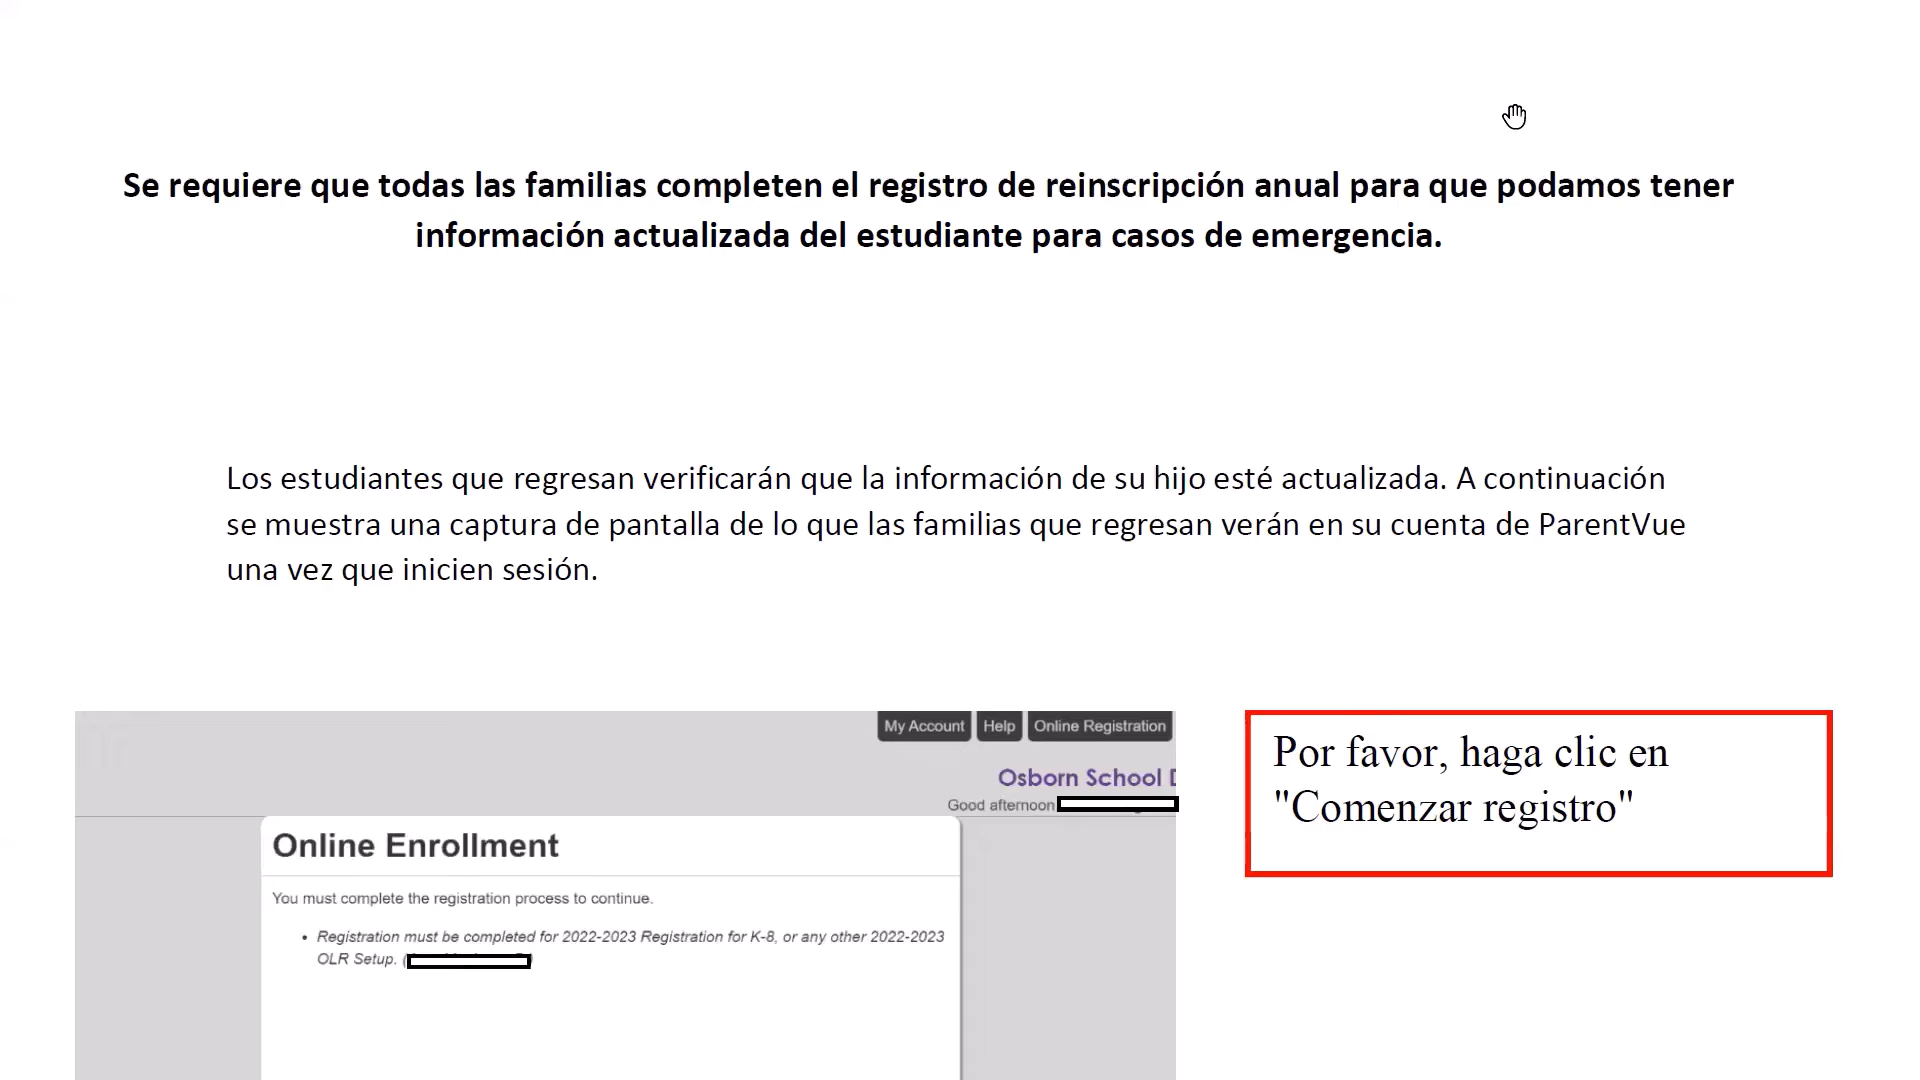 Se requiere que todas las familias completen el registro de reinscripción anual para que podamos tener
información actualizada del estudiante para casos de emergencia.
Los estudiantes que regresan verificarán que la información de su hijo esté actualizada. A continuación
se muestra una captura de pantalla de lo que las familias que regresan verán en su cuenta de ParentVue
una vez que inicien sesión.
My Account Help Online Registration
Osborn School
Good afternoon
Online Enrollment
You must complete the registration process to continue.
• Registration must be completed for 2022-2023 Registration for K-8, or any other 2022-2023
OLR Setup. (
Por favor, haga clic en
"Comenzar registro"